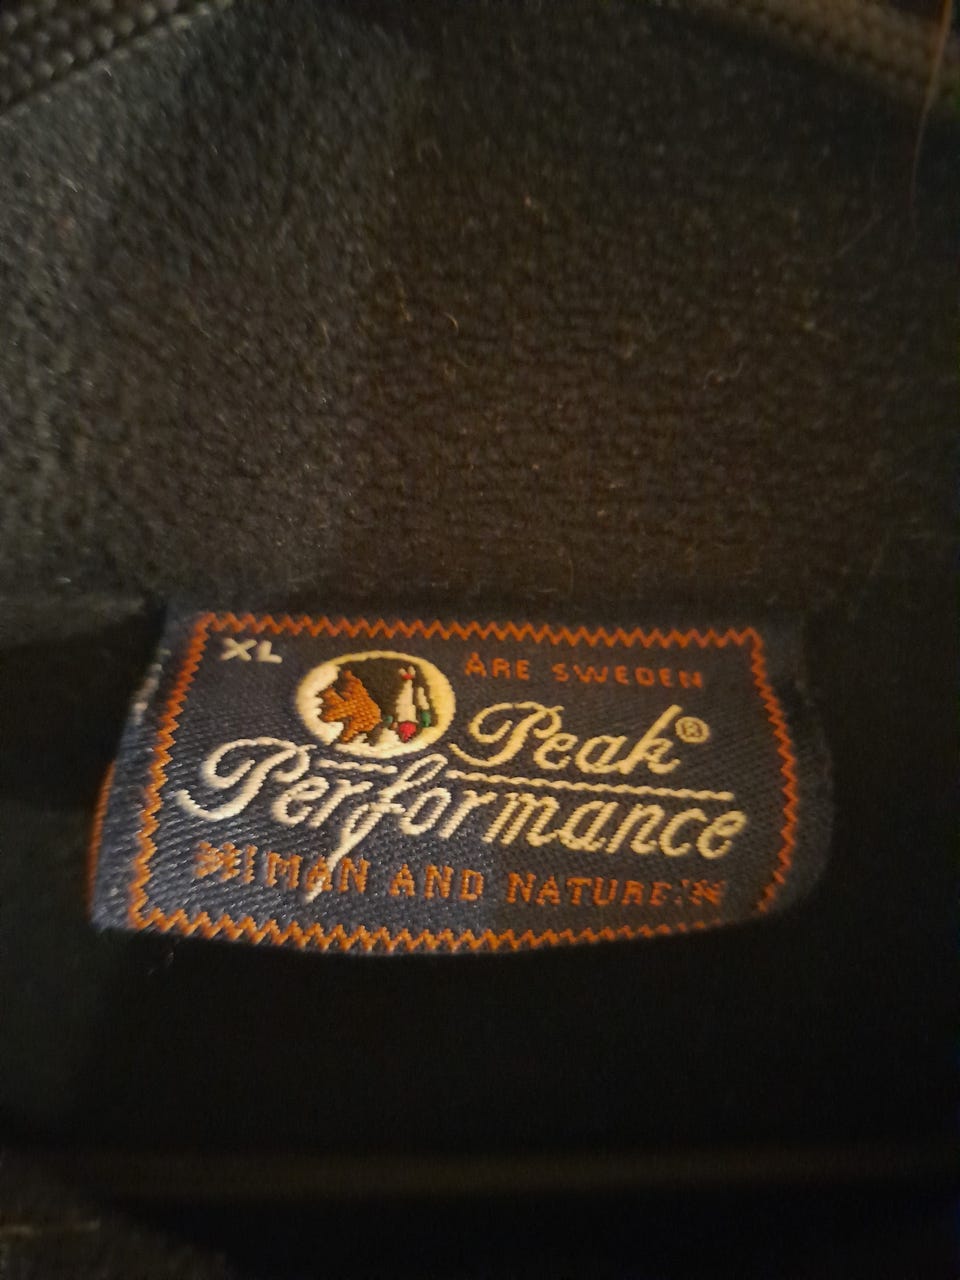 XL
ÅRE SWEDEN
Peak®
Performance
MAN AND NATURE